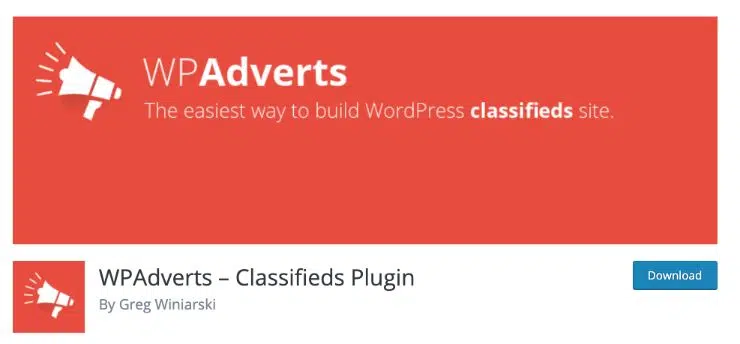 WPAdverts
The easiest way to build WordPress classifieds site.
WPAdverts – Classifieds Plugin
Download
By Greg Winiarski